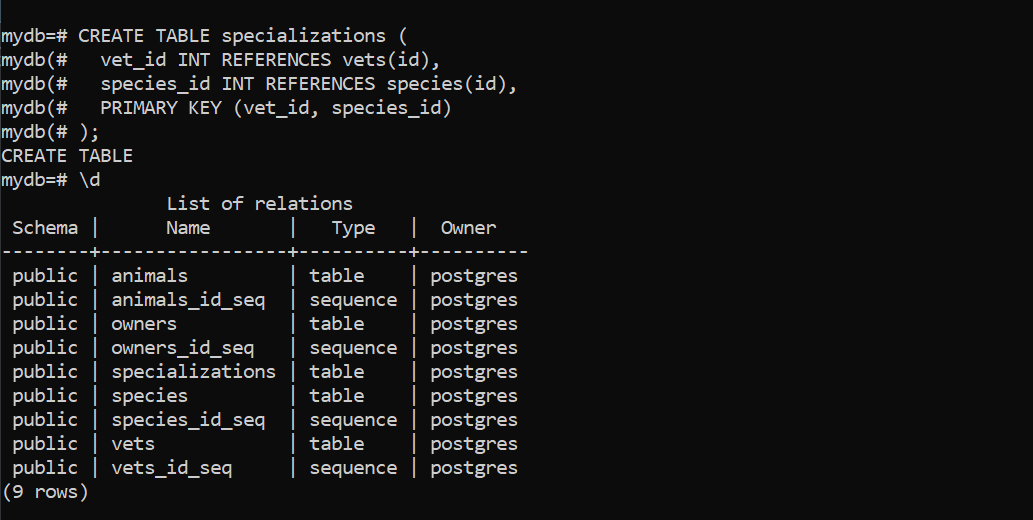 mydb=# CREATE TABLE specializations (
mydb(#   vet_id INT REFERENCES vets(id),
mydb(#   species_id INT REFERENCES species(id),
mydb(#   PRIMARY KEY (vet_id, species_id)
mydb(# );
CREATE TABLE
mydb=# \d
               List of relations
 Schema |      Name       |   Type   |  Owner
--------+-----------------+----------+----------
 public | animals         | table    | postgres
 public | animals_id_seq  | sequence | postgres
 public | owners          | table    | postgres
 public | owners_id_seq   | sequence | postgres
 public | specializations | table    | postgres
 public | species         | table    | postgres
 public | species_id_seq  | sequence | postgres
 public | vets            | table    | postgres
 public | vets_id_seq     | sequence | postgres
(9 rows)